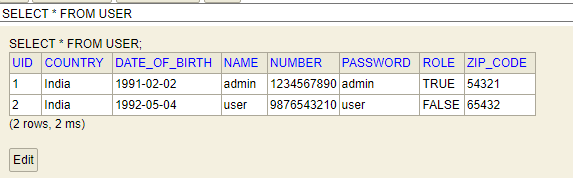 SELECT * FROM USER
SELECT * FROM USER;
UID COUNTRY DATE_OF_BIRTH NAME NUMBER PASSWORD ROLE ZIP_CODE
1 India 1991-02-02 admin 1234567890 admin TRUE 54321
2 India 1992-05-04 user 9876543210 user FALSE 65432
(2 rows, 2 ms)
Edit